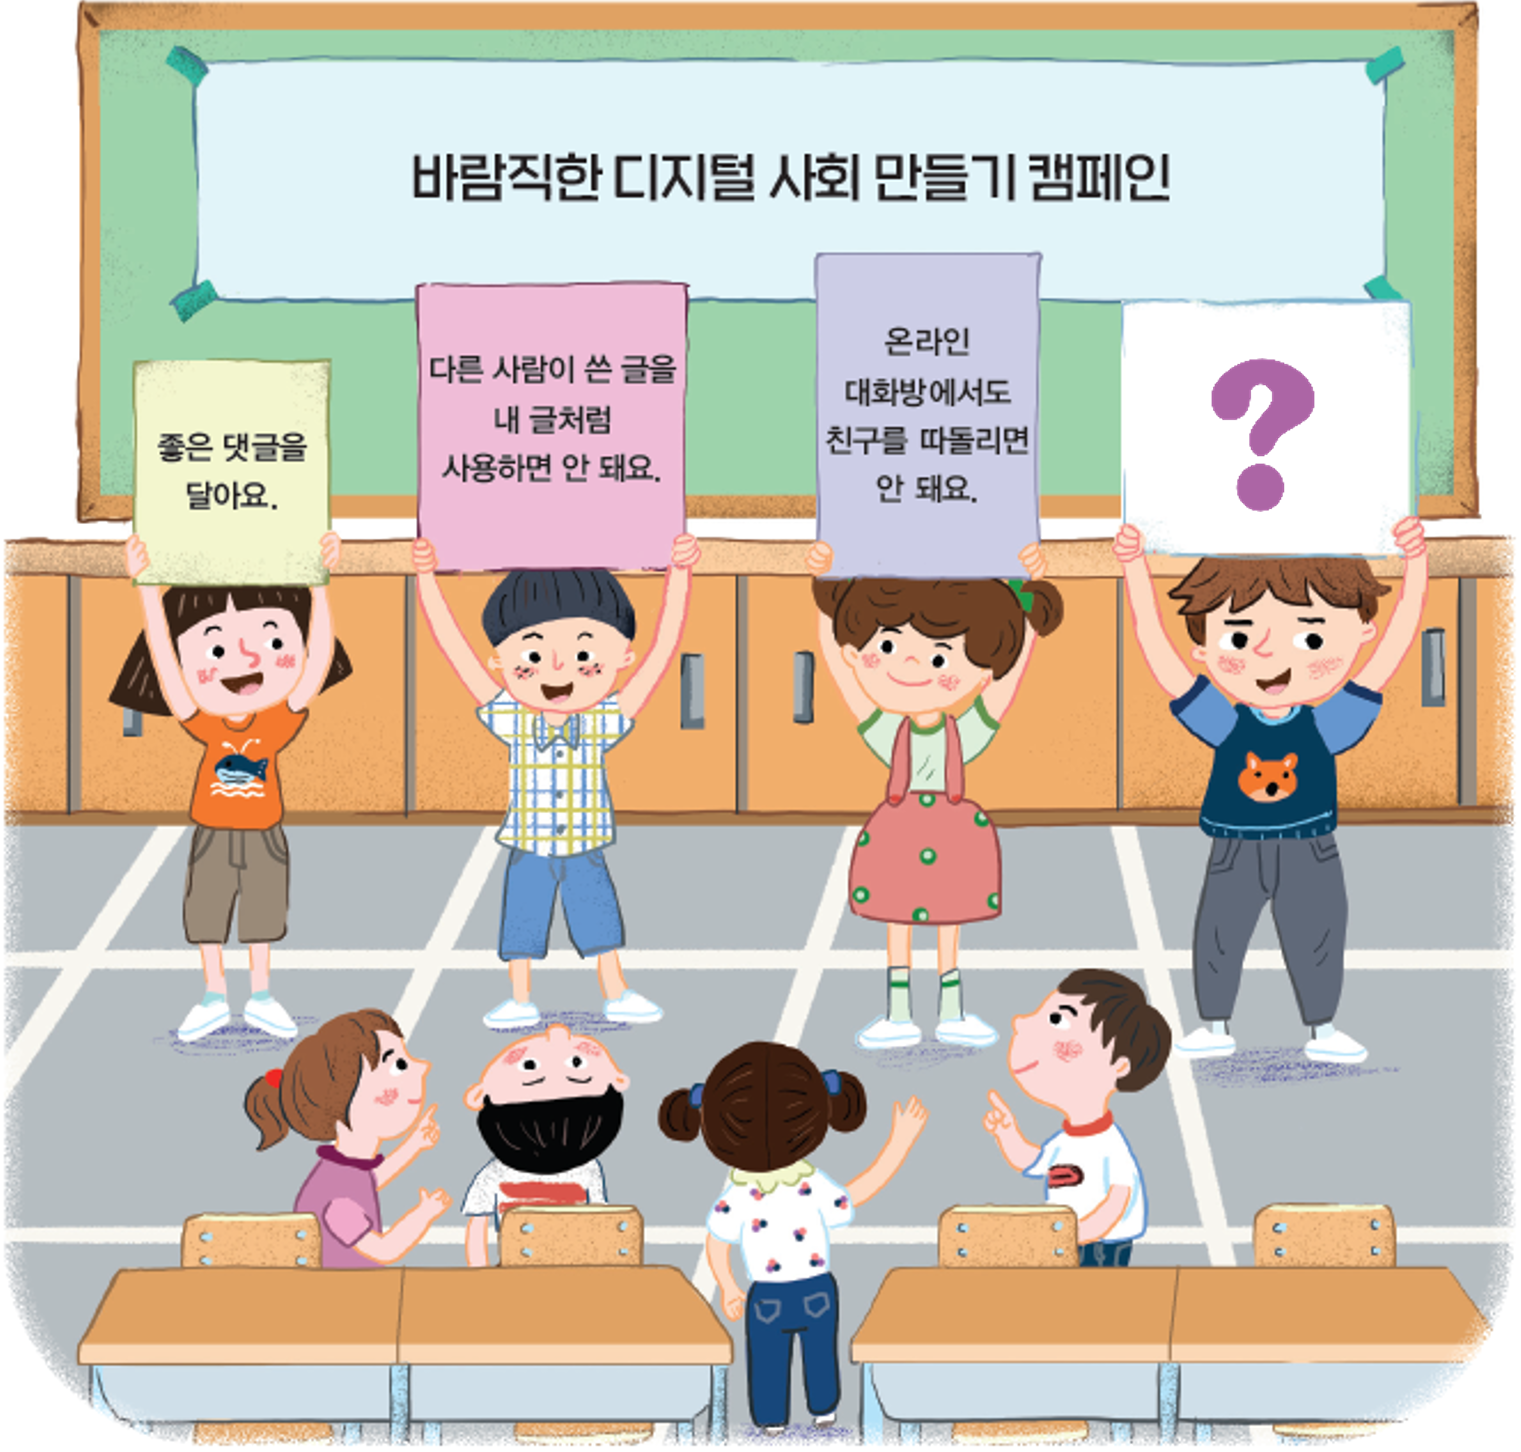 바람직한 디지털 사회 만들기 캠페인
좋은 댓글을
달아요.
다른 사람이 쓴 글을
내 글처럼
사용하면 안 돼요.
온라인
대화방에서도
친구를 따돌리면
안 돼요.
?